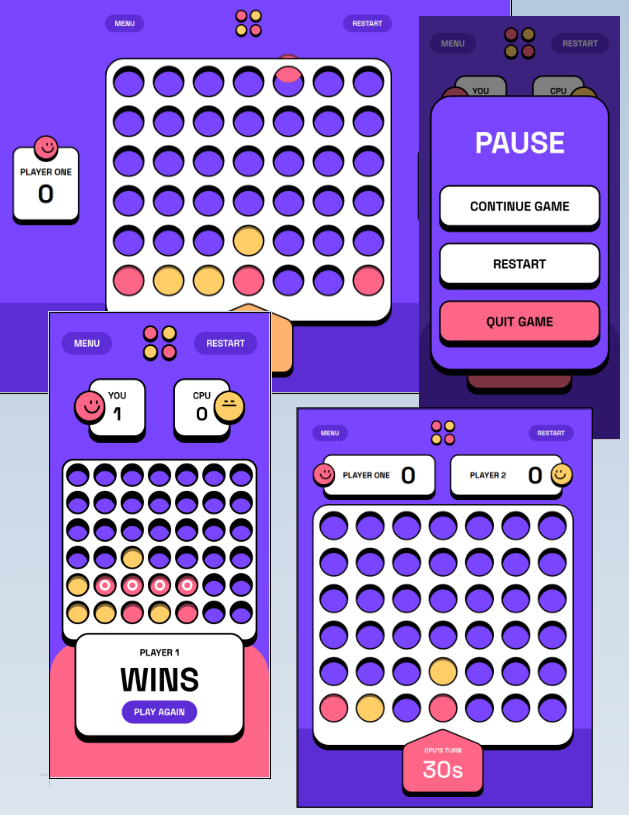 MENU
RESTART
PLAYER ONE
0
MENU
RESTART
YOU
CPU
PAUSE
CONTINUE GAME
RESTART
QUIT GAME
MENU
RESTART
YOU
1
CPU
0
PLAYER 1
WINS
PLAY AGAIN
MENU
RESTART
PLAYER ONE 0
PLAYER 2 0
CPU'S TURN
30s